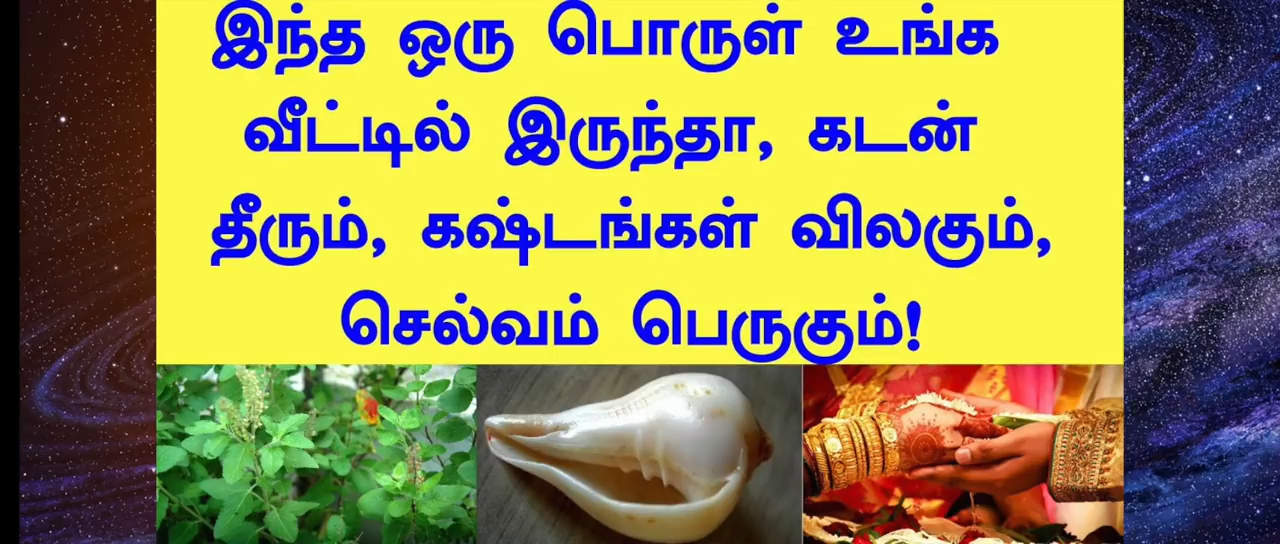 இந்த ஒரு பொருள் உங்க
வீட்டில் இருந்தா, கடன்
தீரும், கஷ்டங்கள் விலகும்,
செல்வம் பெருகும்!